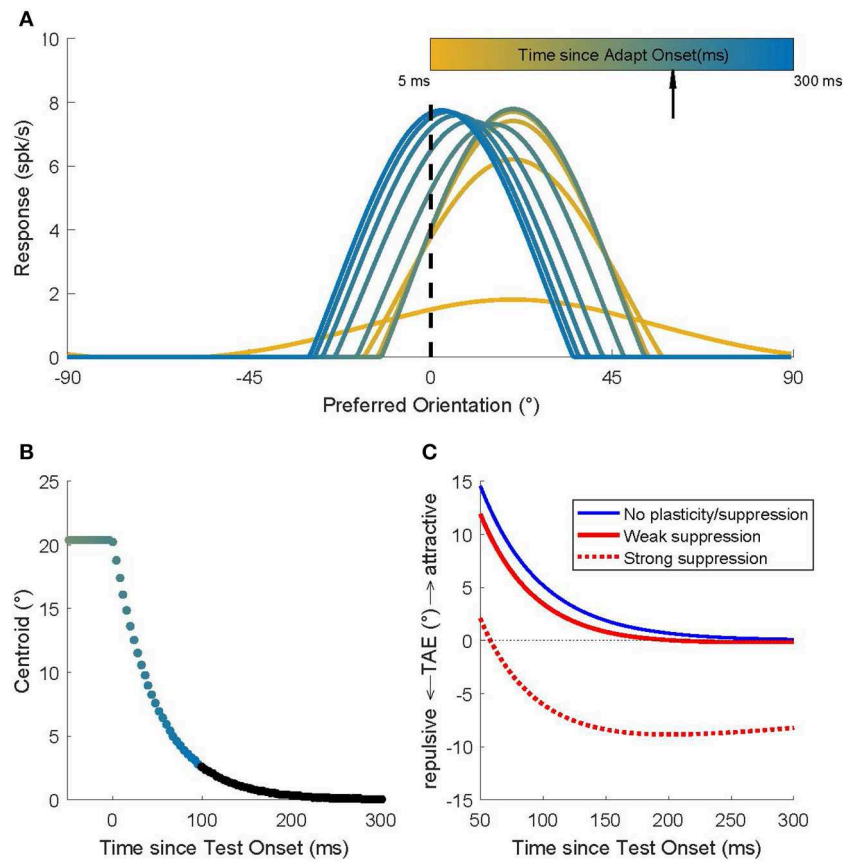 A
10
8
6
4
2
0
Response (spk/s)
Time since Adapt Onset(ms)
5 ms
300 ms
-90
-45
0
45
90
Preferred Orientation (°)
B
25
20
15
10
5
0
Centroid (°)
0
100
200
300
Time since Test Onset (ms)
C
15
10
5
0
-5
-10
-15
repulsive <—TAE (°) —> attractive
No plasticity/suppression
Weak suppression
Strong suppression
50
100
150
200
250
300
Time since Test Onset (ms)